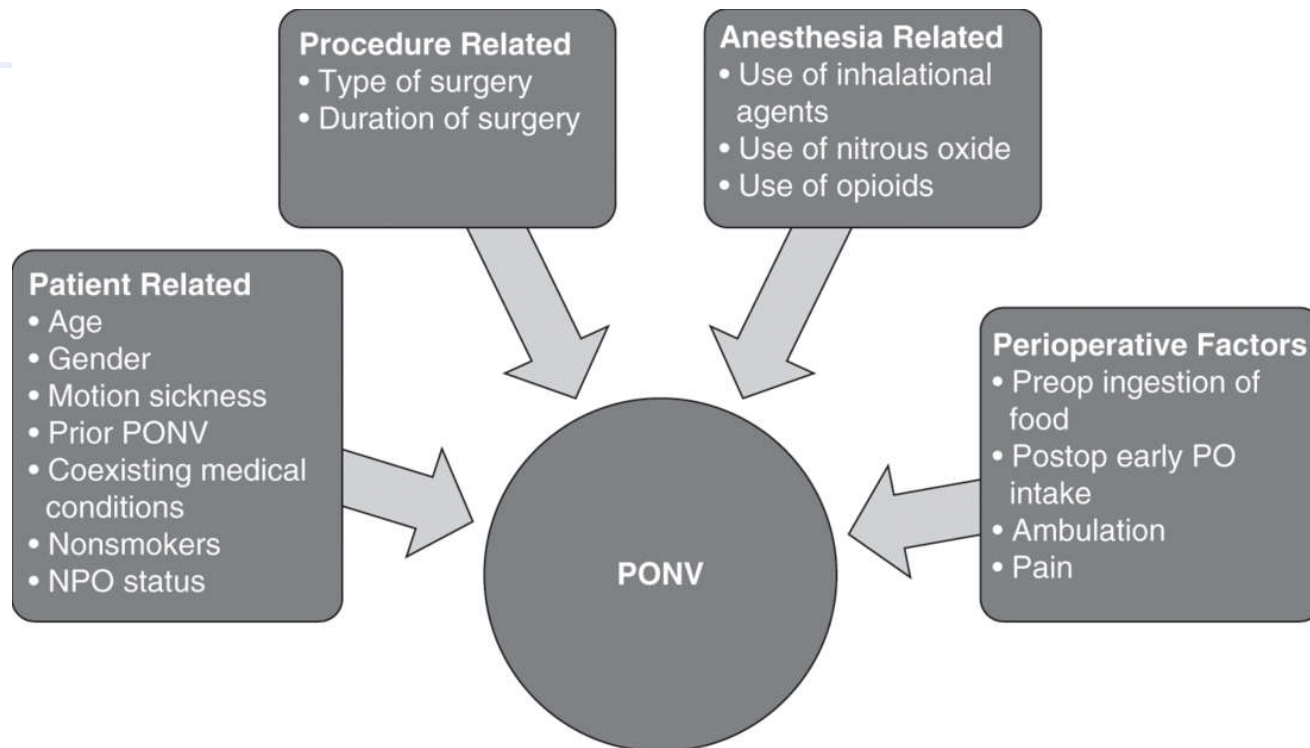 Procedure Related
• Type of surgery
• Duration of surgery
Anesthesia Related
• Use of inhalational
agents
• Use of nitrous oxide
• Use of opioids
Patient Related
• Age
• Gender
• Motion sickness
• Prior PONV
• Coexisting medical
conditions
• Nonsmokers
• NPO status
Perioperative Factors
• Preop ingestion of
food
• Postop early PO
intake
• Ambulation
• Pain
PONV